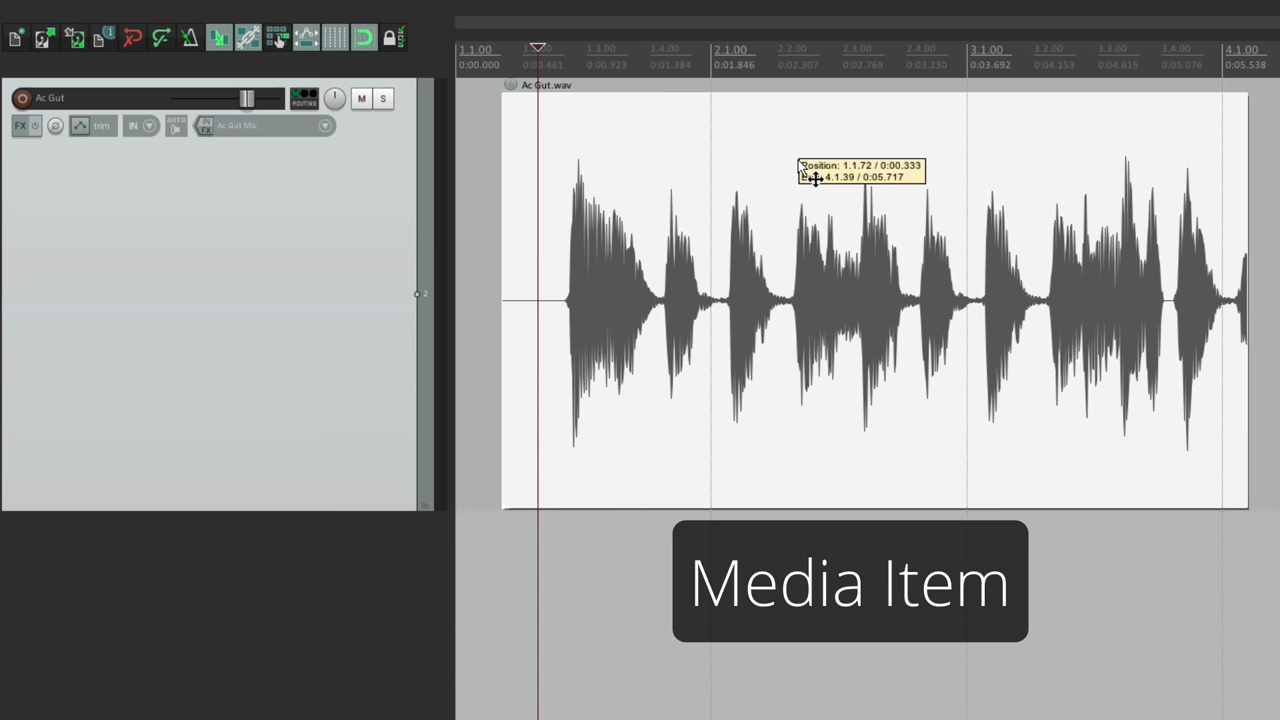 1.1.00 1.3.00 1.4.00 2.1.00 2.2.00 2.3.00 2.4.00 3.1.00 3.2.00 3.3.00 3.4.00 4.1.00
0:00.000 0:00.461 0:00.923 0:01.384 0:01.846 0:02.307 0:02.769 0:03.230 0:03.692 0:04.153 0:04.615 0:05.076 0:05.538
Ac Gut.wav
Ac Gut ROUTING M S
FX trim IN AUTO IN FX Ac Gut Mic
Position: 1.1.72 / 0:00.333
4.1.39 / 0:05.717
2
Media Item